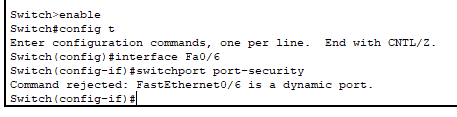 Switch>enable
Switch#config t
Enter configuration commands, one per line.  End with CNTL/Z.
Switch(config)#interface Fa0/6
Switch(config-if)#switchport port-security
Command rejected: FastEthernet0/6 is a dynamic port.
Switch(config-if)#